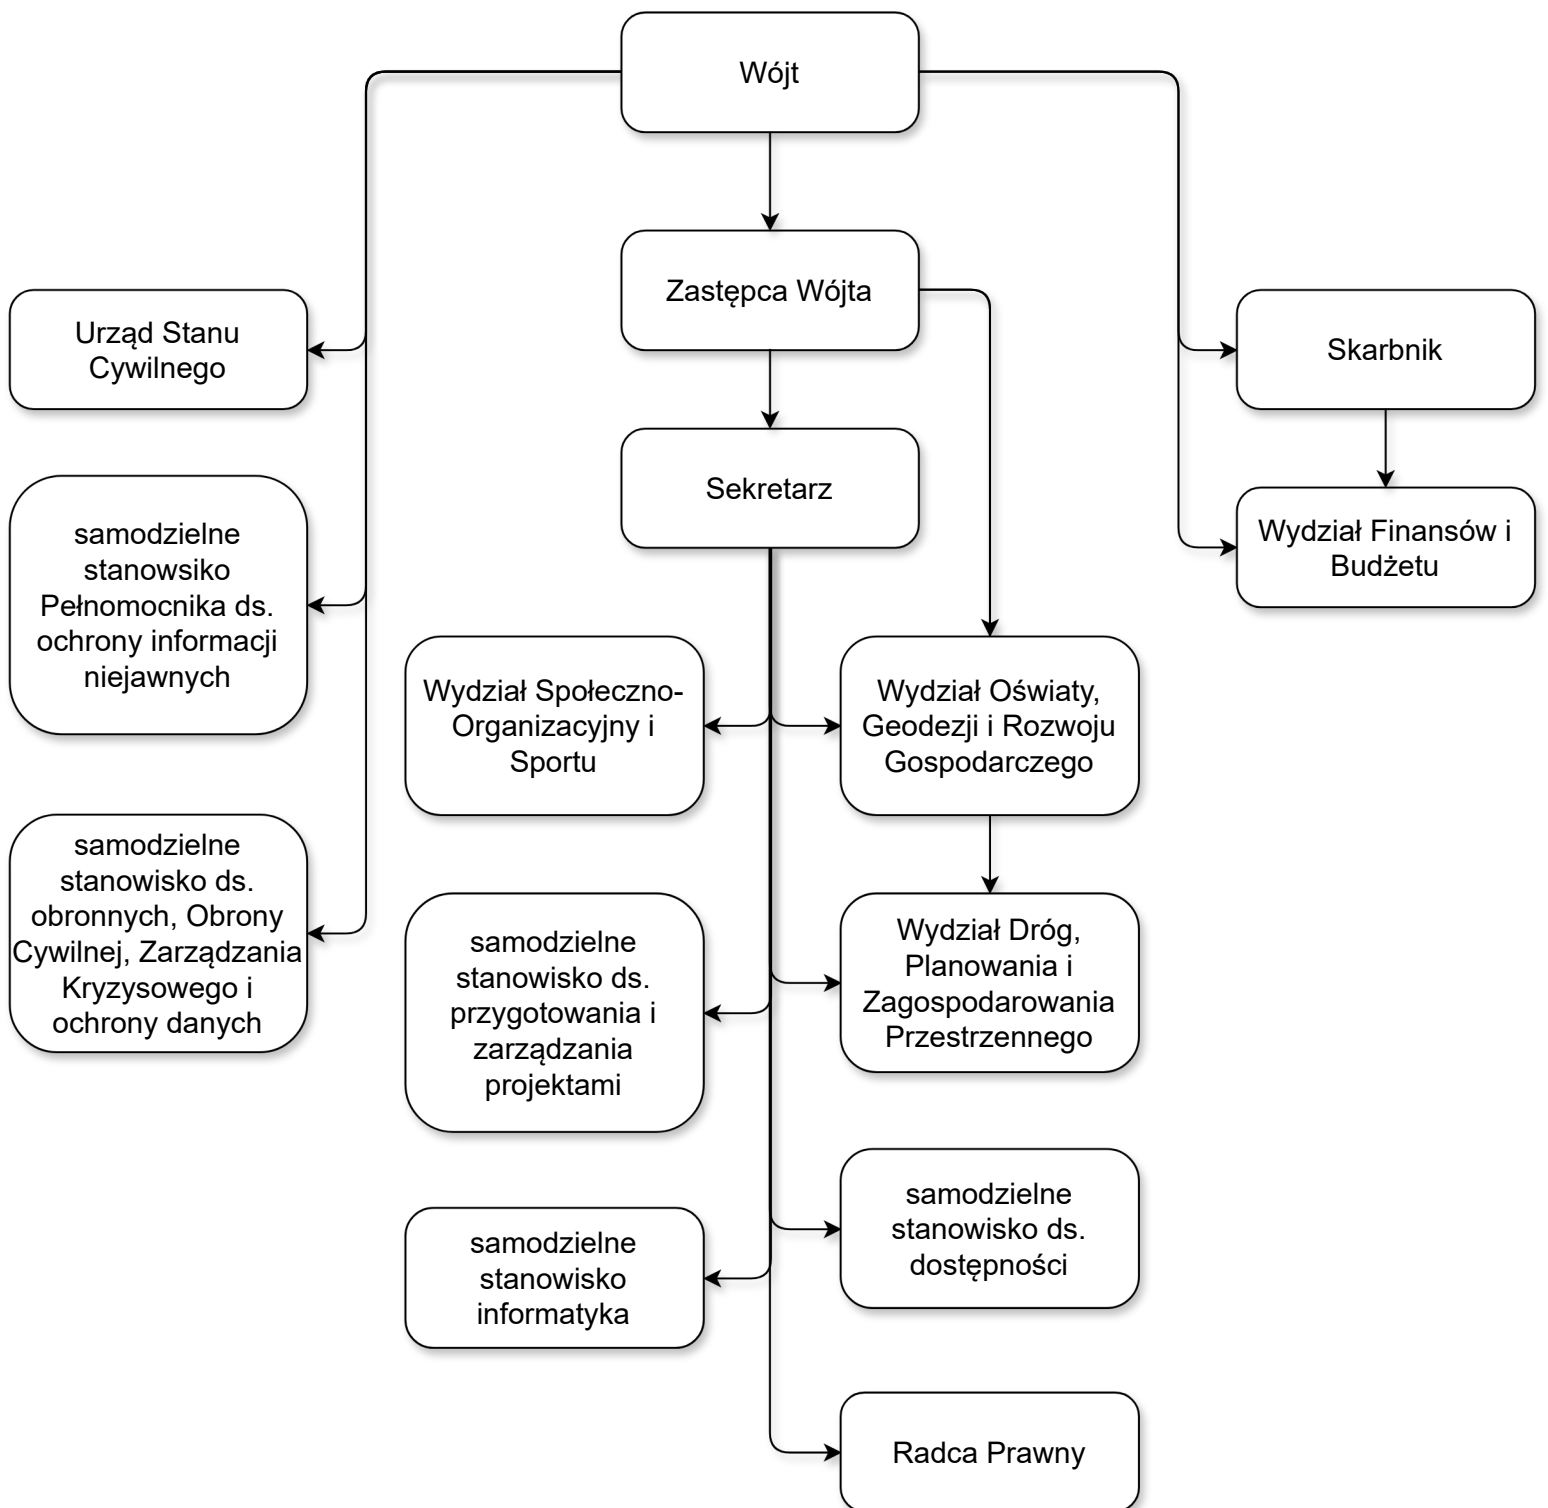 Wójt
Zastępca Wójta
Urząd Stanu
Cywilnego
Skarbnik
Sekretarz
samodzielne
stanowsiko
Pełnomocnika ds.
ochrony informacji
niejawnych
Wydział Finansów i
Budżetu
Wydział Społeczno-
Organizacyjny i
Sportu
Wydział Oświaty,
Geodezji i Rozwoju
Gospodarczego
samodzielne
stanowisko ds.
obronnych, Obrony
Cywilnej, Zarządzania
Kryzysowego i
ochrony danych
samodzielne
stanowisko ds.
przygotowania i
zarządzania
projektami
Wydział Dróg,
Planowania i
Zagospodarowania
Przestrzennego
samodzielne
stanowisko ds.
dostępności
samodzielne
stanowisko
informatyka
Radca Prawny